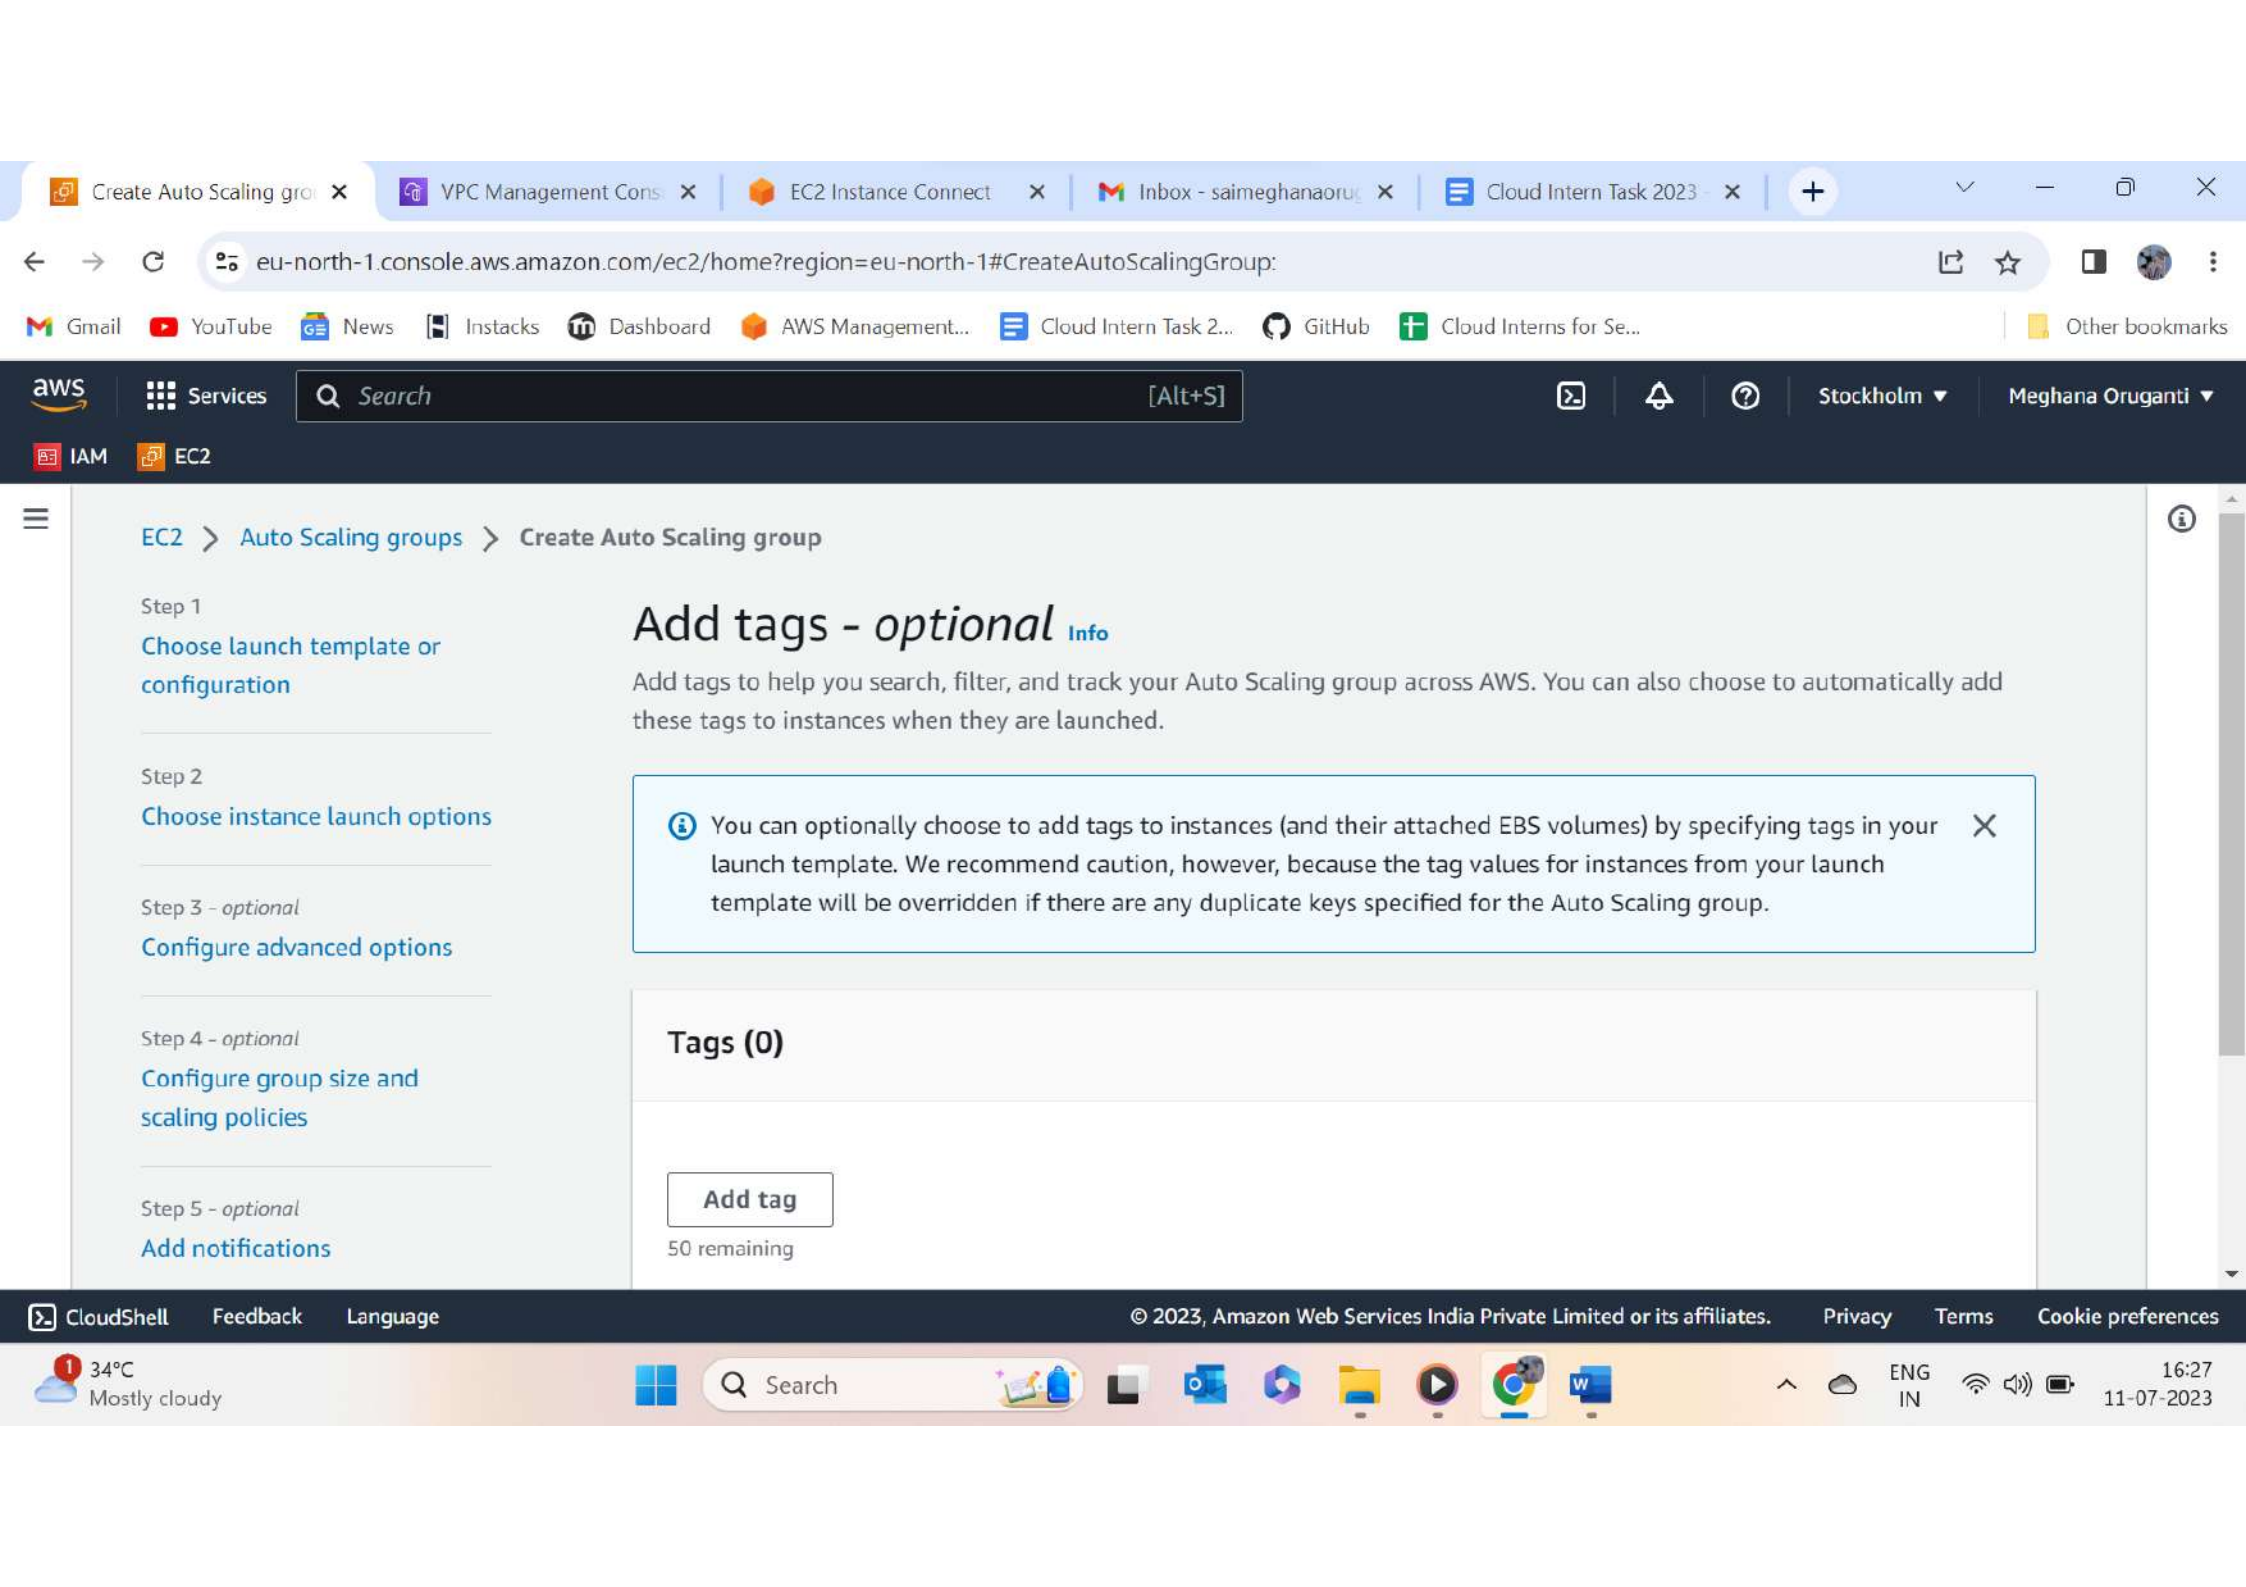 Create Auto Scaling gro
VPC Management Cons
EC2 Instance Connect
Inbox - saimeghanaorug
Cloud Intern Task 2023 -
eu-north-1.console.aws.amazon.com/ec2/home?region=eu-north-1#CreateAutoScalingGroup:
Gmail
YouTube
GE News
Instacks
Dashboard
AWS Management...
Cloud Intern Task 2...
GitHub
Cloud Interns for Se...
Other bookmarks
aws
Services
Search
[Alt+S]
Stockholm
Meghana Oruganti
IAM
EC2
EC2 > Auto Scaling groups > Create Auto Scaling group
Step 1
Choose launch template or
configuration
Step 2
Choose instance launch options
Step 3 - optional
Configure advanced options
Step 4 - optional
Configure group size and
scaling policies
Step 5 - optional
Add notifications
Add tags - optional Info
Add tags to help you search, filter, and track your Auto Scaling group across AWS. You can also choose to automatically add
these tags to instances when they are launched.
You can optionally choose to add tags to instances (and their attached EBS volumes) by specifying tags in your
launch template. We recommend caution, however, because the tag values for instances from your launch
template will be overridden if there are any duplicate keys specified for the Auto Scaling group.
Tags (0)
Add tag
50 remaining
CloudShell
Feedback
Language
© 2023, Amazon Web Services India Private Limited or its affiliates.
Privacy
Terms
Cookie preferences
1
34°C
Mostly cloudy
Search
ENG
IN
16:27
11-07-2023